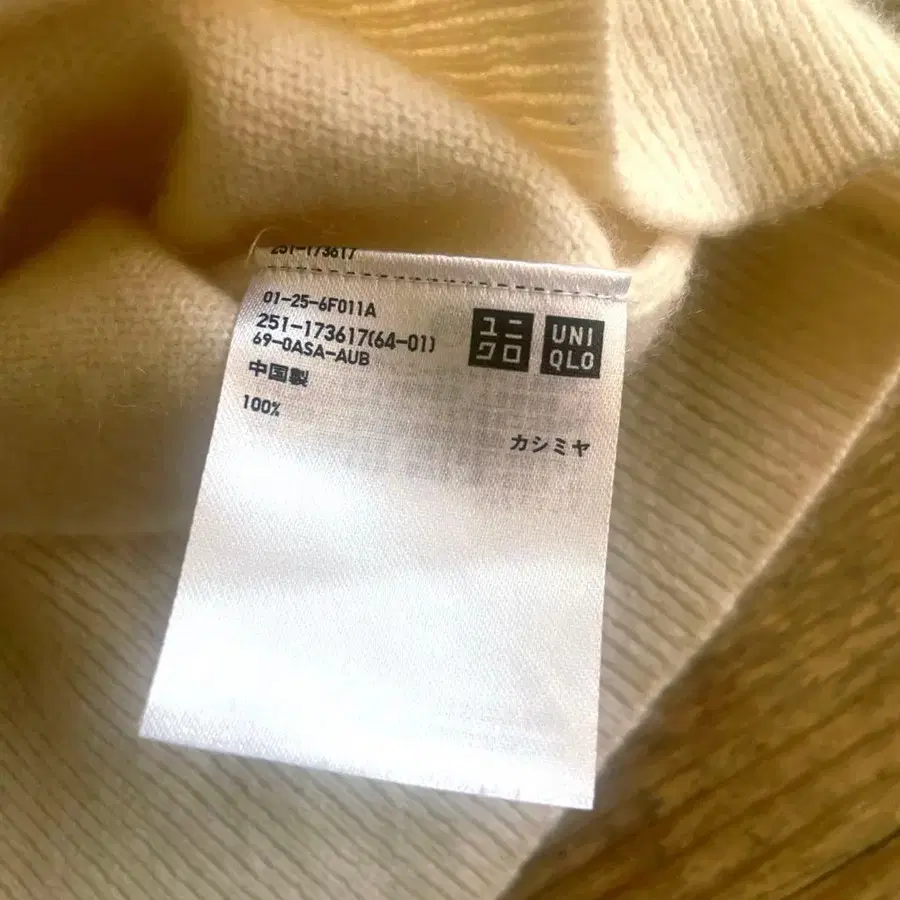 251-173617
01-25-6F011A
251-173617(64-01)
69-0ASA-AUB
中国製
100%
カシミヤ
ユニ
クロ
UNI
QLO